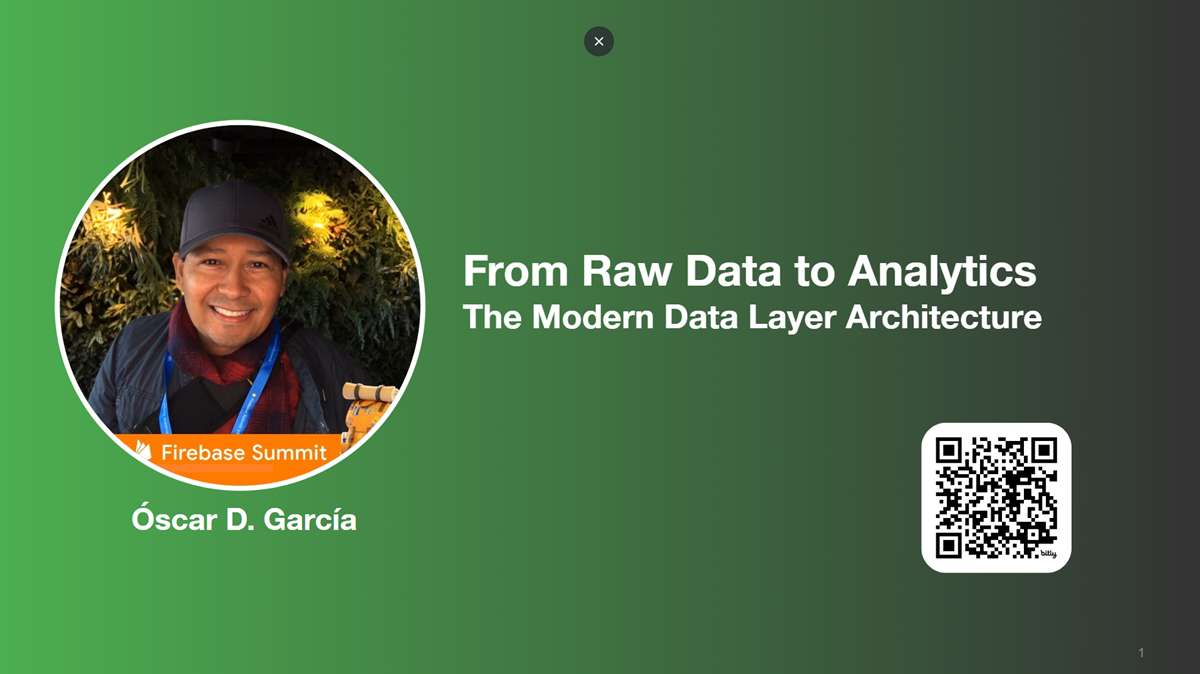 From Raw Data to Analytics
The Modern Data Layer Architecture
Firebase Summit
Óscar D. García
bitly
1